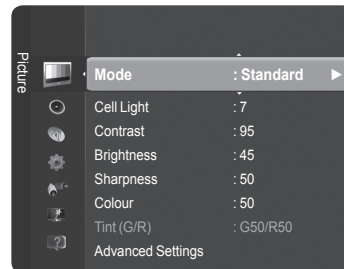 Picture
Mode : Standard
Cell Light : 7
Contrast : 95
Brightness : 45
Sharpness : 50
Colour : 50
Tint (G/R) : G50/R50
Advanced Settings